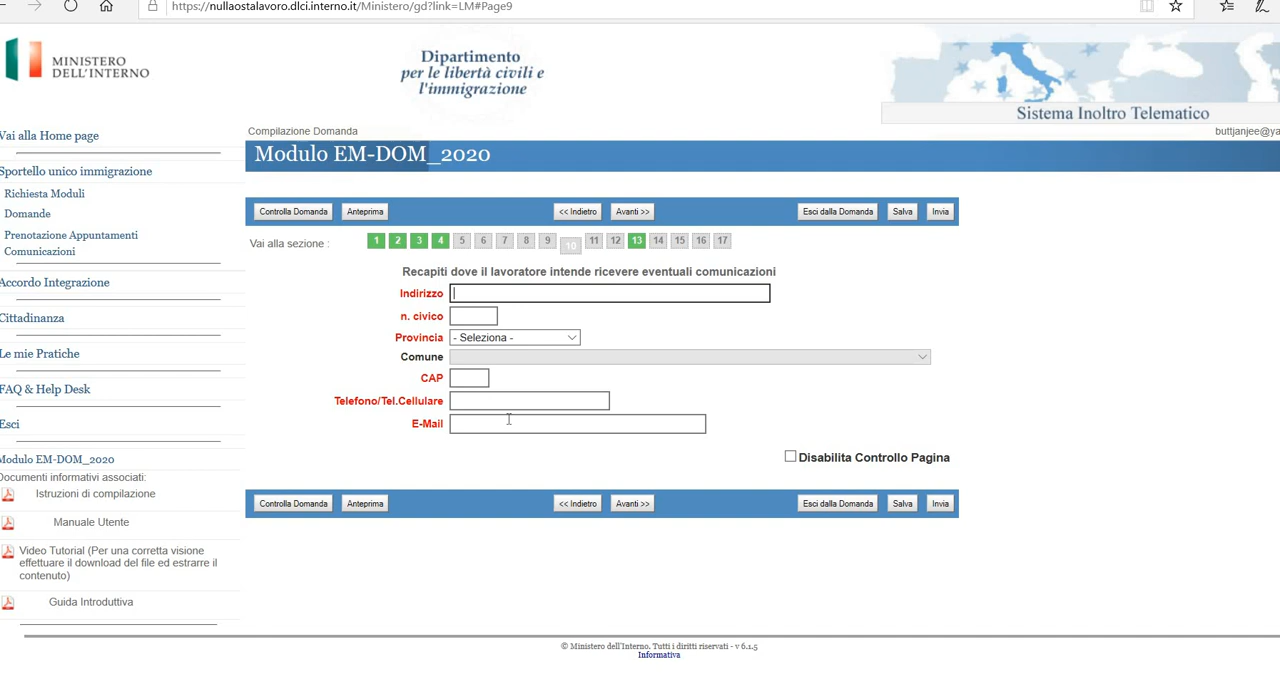 https://nullaostalavoro.dlci.interno.it/Ministero/gd?link=LM#Page9
MINISTERO
DELL'INTERNO
Dipartimento
per le libertà civili e
l'immigrazione
Sistema Inoltro Telematico
Vai alla Home page
Compilazione Domanda
buttjanjee@ya
Modulo EM-DOM_2020
Sportello unico immigrazione
Richiesta Moduli
Domande
Prenotazione Appuntamenti
Comunicazioni
Accordo Integrazione
Cittadinanza
Le mie Pratiche
FAQ & Help Desk
Esci
Modulo EM-DOM_2020
Documenti informativi associati:
Istruzioni di compilazione
Manuale Utente
Video Tutorial (Per una corretta visione
effettuare il download del file ed estrarre il
contenuto)
Guida Introduttiva
Controlla Domanda Anteprima << Indietro Avanti >> Esci dalla Domanda Salva Invia
Vai alla sezione : 1 2 3 4 5 6 7 8 9 10 11 12 13 14 15 16 17
Recapiti dove il lavoratore intende ricevere eventuali comunicazioni
Indirizzo
n. civico
Provincia - Seleziona -
Comune
CAP
Telefono/Tel.Cellulare
E-Mail
Disabilita Controllo Pagina
Controlla Domanda Anteprima << Indietro Avanti >> Esci dalla Domanda Salva Invia
© Ministero dell'Interno. Tutti i diritti riservati - v 6.1.5
Informativa